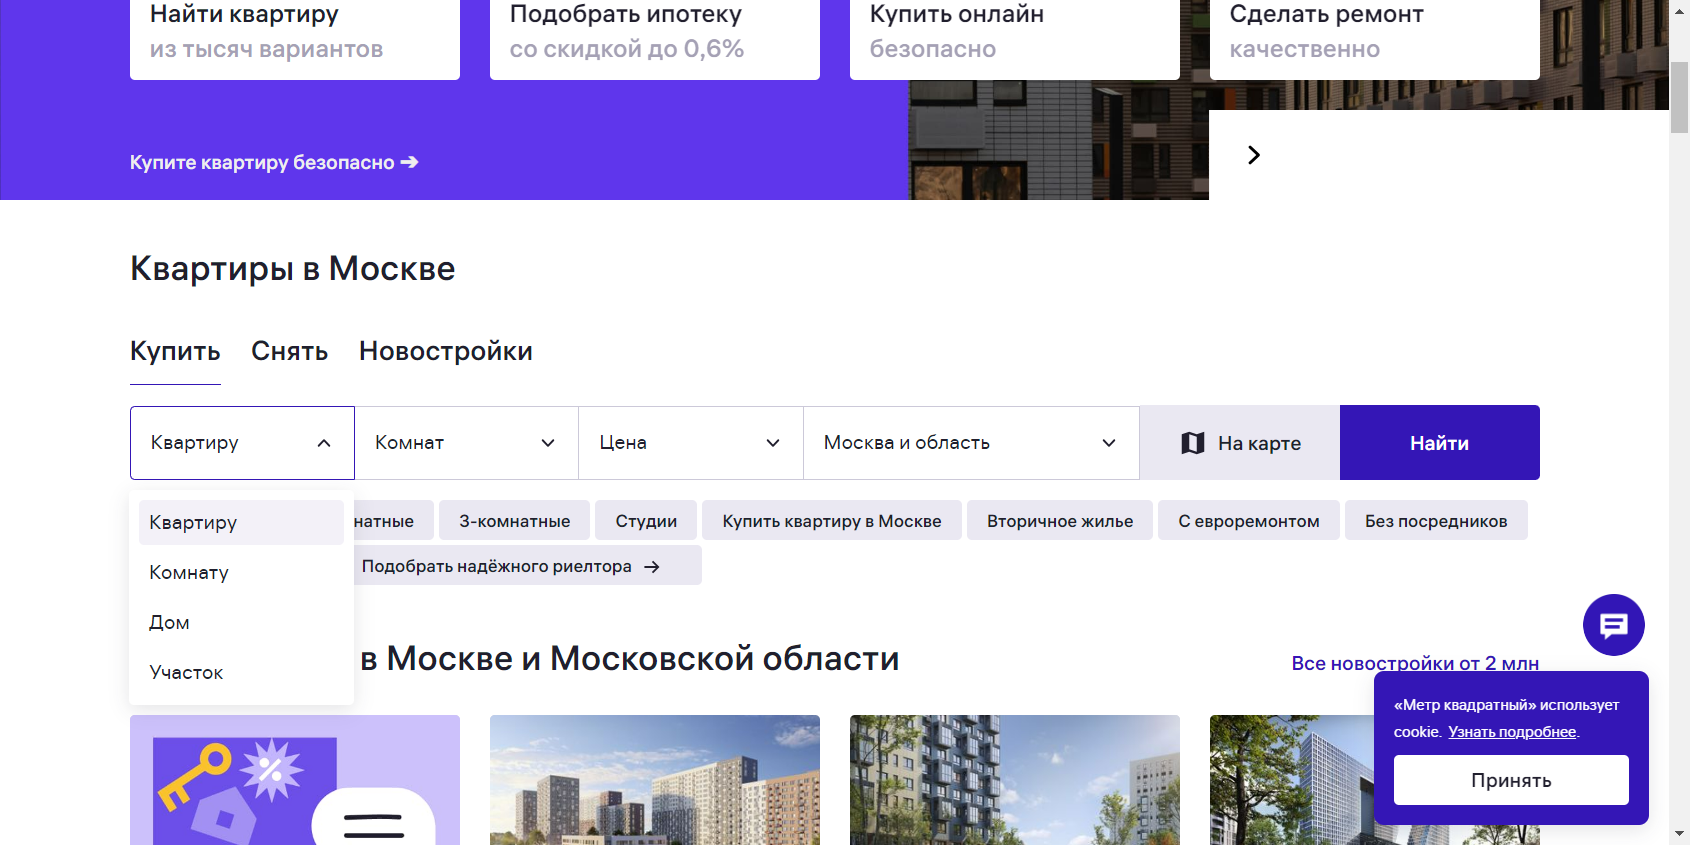 Найти квартиру
из тысяч вариантов
Подобрать ипотеку
со скидкой до 0,6%
Купить онлайн
безопасно
Сделать ремонт
качественно
Купите квартиру безопасно ➔
Квартиры в Москве
Купить Снять Новостройки
Квартиру Комнат Цена Москва и область На карте Найти
Квартиру
Комнату
Дом
Участок
натные 3-комнатные Студии Купить квартиру в Москве Вторичное жилье С евроремонтом Без посредников
Подобрать надёжного риелтора →
в Москве и Московской области
Все новостройки от 2 млн
«Метр квадратный» использует
cookie. Узнать подробнее.
Принять